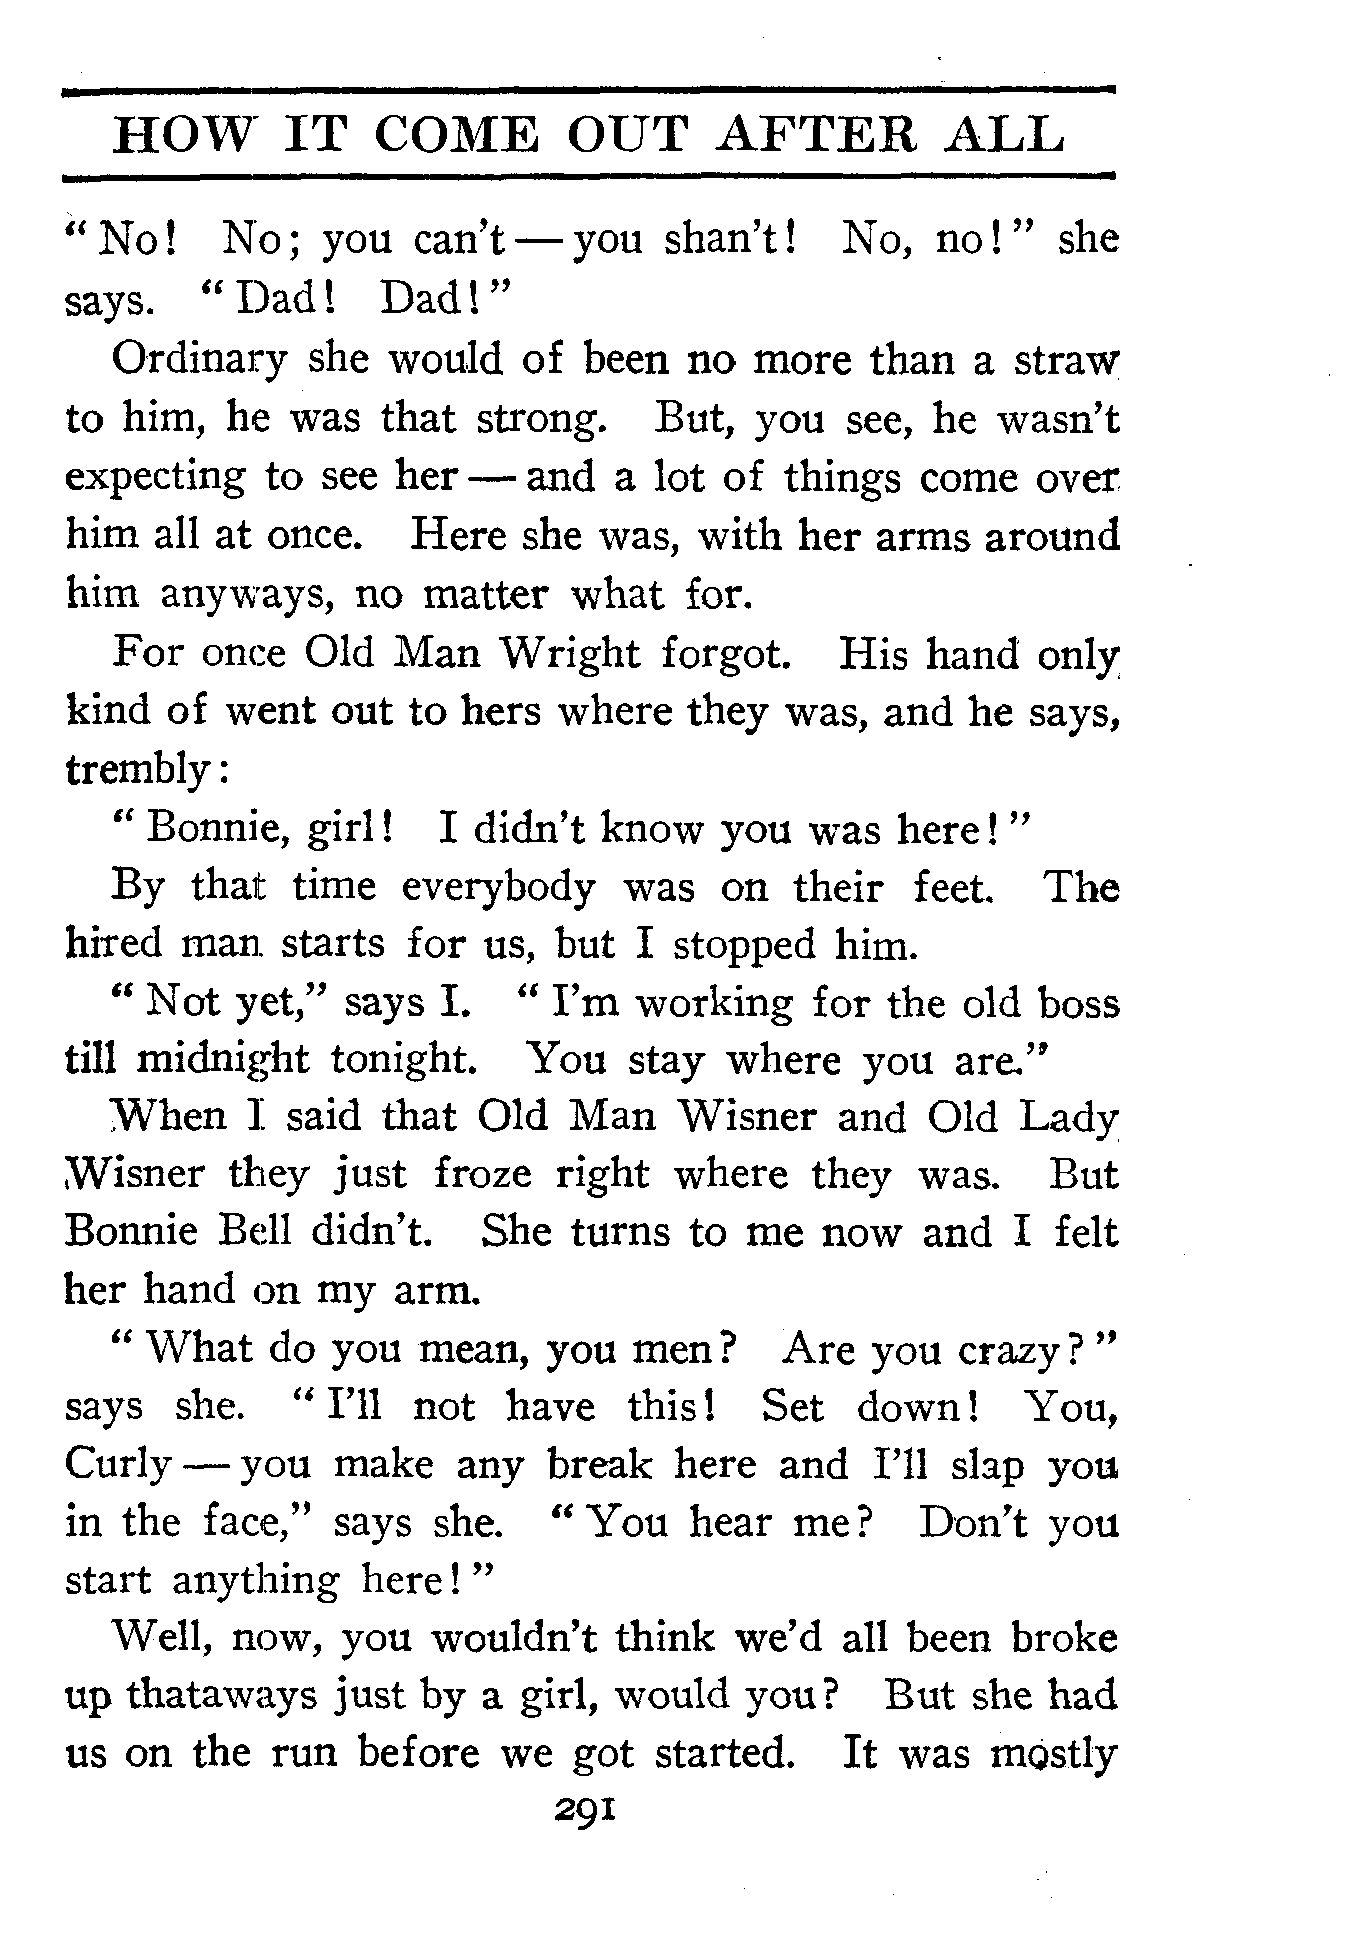 HOW IT COME OUT AFTER ALL
“ No! No; you can’t — you shan’t! No, no! ” she
says. “ Dad! Dad! ”
Ordinary she would of been no more than a straw
to him, he was that strong. But, you see, he wasn’t
expecting to see her — and a lot of things come over
him all at once. Here she was, with her arms around
him anyways, no matter what for.
For once Old Man Wright forgot. His hand only
kind of went out to hers where they was, and he says,
trembly:
“ Bonnie, girl! I didn’t know you was here! ”
By that time everybody was on their feet. The
hired man starts for us, but I stopped him.
“ Not yet,” says I. “ I’m working for the old boss
till midnight tonight. You stay where you are.”
When I said that Old Man Wisner and Old Lady
Wisner they just froze right where they was. But
Bonnie Bell didn’t. She turns to me now and I felt
her hand on my arm.
“ What do you mean, you men? Are you crazy? ”
says she. “ I’ll not have this! Set down! You,
Curly — you make any break here and I’ll slap you
in the face,” says she. “ You hear me? Don’t you
start anything here! ”
Well, now, you wouldn’t think we’d all been broke
up thataways just by a girl, would you? But she had
us on the run before we got started. It was mostly
291